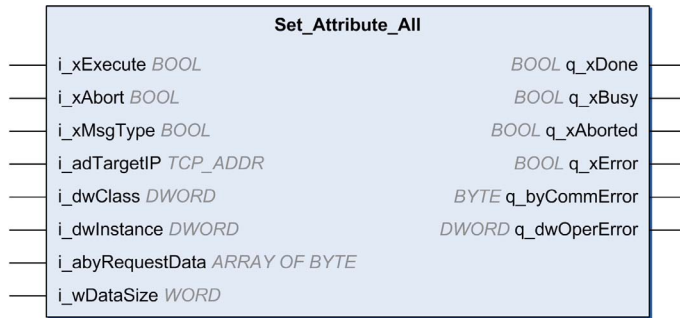 Set_Attribute_All
i_xExecute BOOL BOOL q_xDone
i_xAbort BOOL BOOL q_xBusy
i_xMsgType BOOL BOOL q_xAborted
i_adTargetIP TCP_ADDR BOOL q_xError
i_dwClass DWORD BYTE q_byCommError
i_dwInstance DWORD DWORD q_dwOperError
i_abyRequestData ARRAY OF BYTE
i_wDataSize WORD